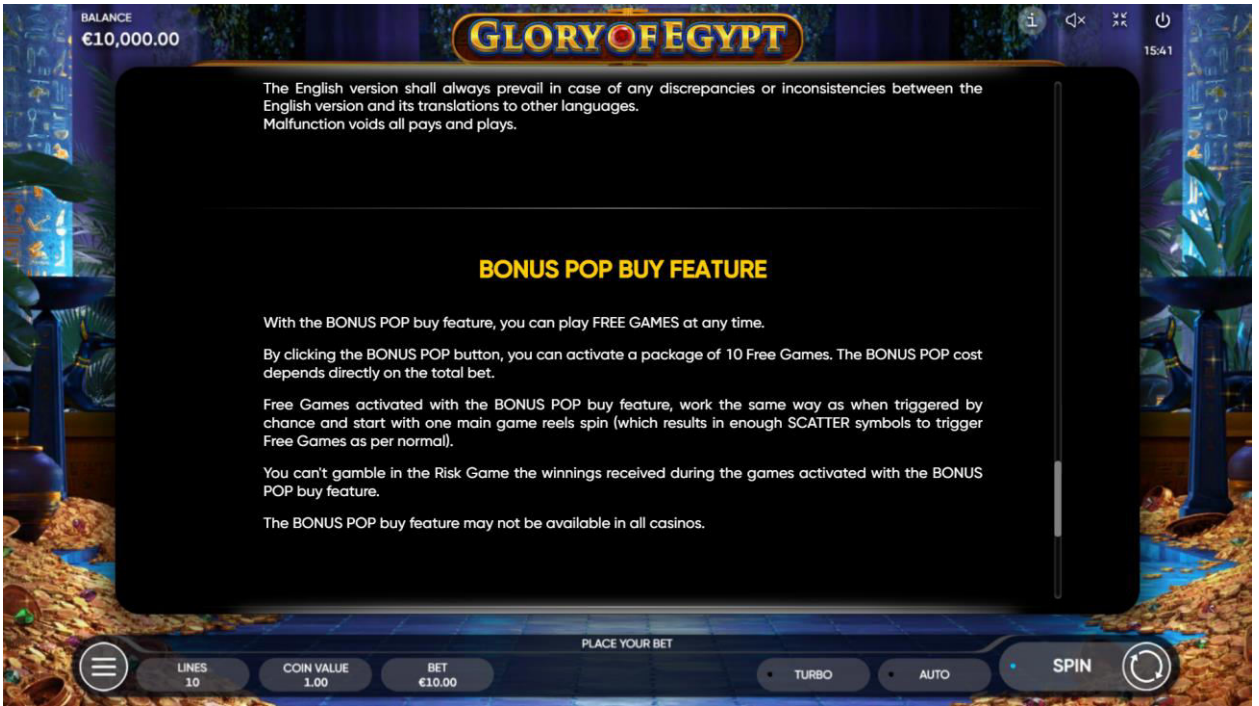 BALANCE
€10,000.00
GLORY OF EGYPT
i
15:41
The English version shall always prevail in case of any discrepancies or inconsistencies between the
English version and its translations to other languages.
Malfunction voids all pays and plays.
BONUS POP BUY FEATURE
With the BONUS POP buy feature, you can play FREE GAMES at any time.
By clicking the BONUS POP button, you can activate a package of 10 Free Games. The BONUS POP cost
depends directly on the total bet.
Free Games activated with the BONUS POP buy feature, work the same way as when triggered by
chance and start with one main game reels spin (which results in enough SCATTER symbols to trigger
Free Games as per normal).
You can't gamble in the Risk Game the winnings received during the games activated with the BONUS
POP buy feature.
The BONUS POP buy feature may not be available in all casinos.
PLACE YOUR BET
LINES
10
COIN VALUE
1.00
BET
€10.00
TURBO
AUTO
SPIN